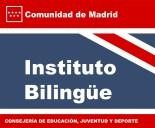 Comunidad de Madrid
Instituto
Bilingüe
CONSEJERÍA DE EDUCACIÓN, JUVENTUD Y DEPORTE